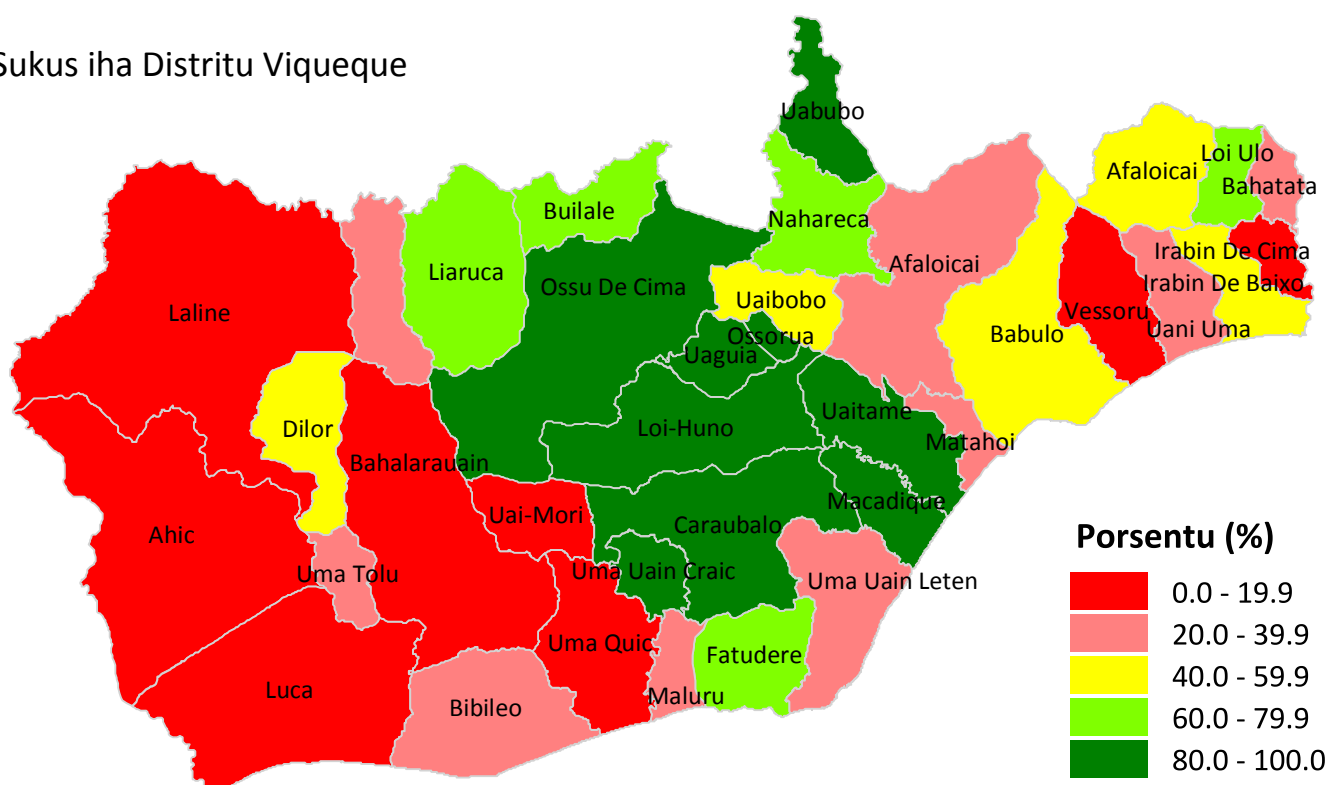 Sukus iha Distritu Viqueque
Uabubo
Loi Ulo
Afaloicai
Bahatata
Builale
Nahareca
Liaruca
Afaloicai
Irabin De Cima
Ossu De Cima
Irabin De Baixo
Uaibobo
Laline
Vessoru
Uani Uma
Babulo
Ossorua
Uaguia
Uaitame
Loi-Huno
Dilor
Matahoi
Bahalarauain
Macadique
Uai-Mori
Caraubalo
Ahic
Uma Tolu
Uma Uain Craic
Uma Uain Leten
Uma Quic
Fatudere
Luca
Maluru
Bibileo
Porsentu (%)
0.0 - 19.9
20.0 - 39.9
40.0 - 59.9
60.0 - 79.9
80.0 - 100.0